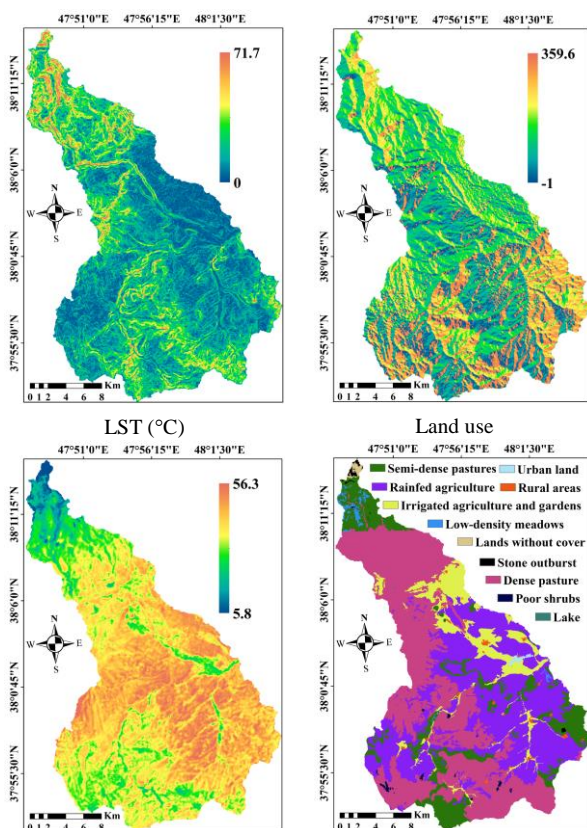 47°51'0"E 47°56'15"E 48°1'30"E
38°11'15"N
38°6'0"N
38°0'45"N
37°55'30"N
71.7
0
N
W E
S
0 1 2 4 6 8 Km
47°51'0"E 47°56'15"E 48°1'30"E
38°11'15"N
38°6'0"N
38°0'45"N
37°55'30"N
359.6
-1
N
W E
S
0 1 2 4 6 8 Km
LST (°C)
47°51'0"E 47°56'15"E 48°1'30"E
38°11'15"N
38°6'0"N
38°0'45"N
37°55'30"N
56.3
5.8
N
W E
S
0 1 2 4 6 8 Km
Land use
47°51'0"E 47°56'15"E 48°1'30"E
38°11'15"N
38°6'0"N
38°0'45"N
37°55'30"N
Semi-dense pastures Urban land
Rainfed agriculture Rural areas
Irrigated agriculture and gardens
Low-density meadows
Lands without cover
Stone outburst
Dense pasture
Poor shrubs
Lake
N
W E
S
0 1 2 4 6 8 Km